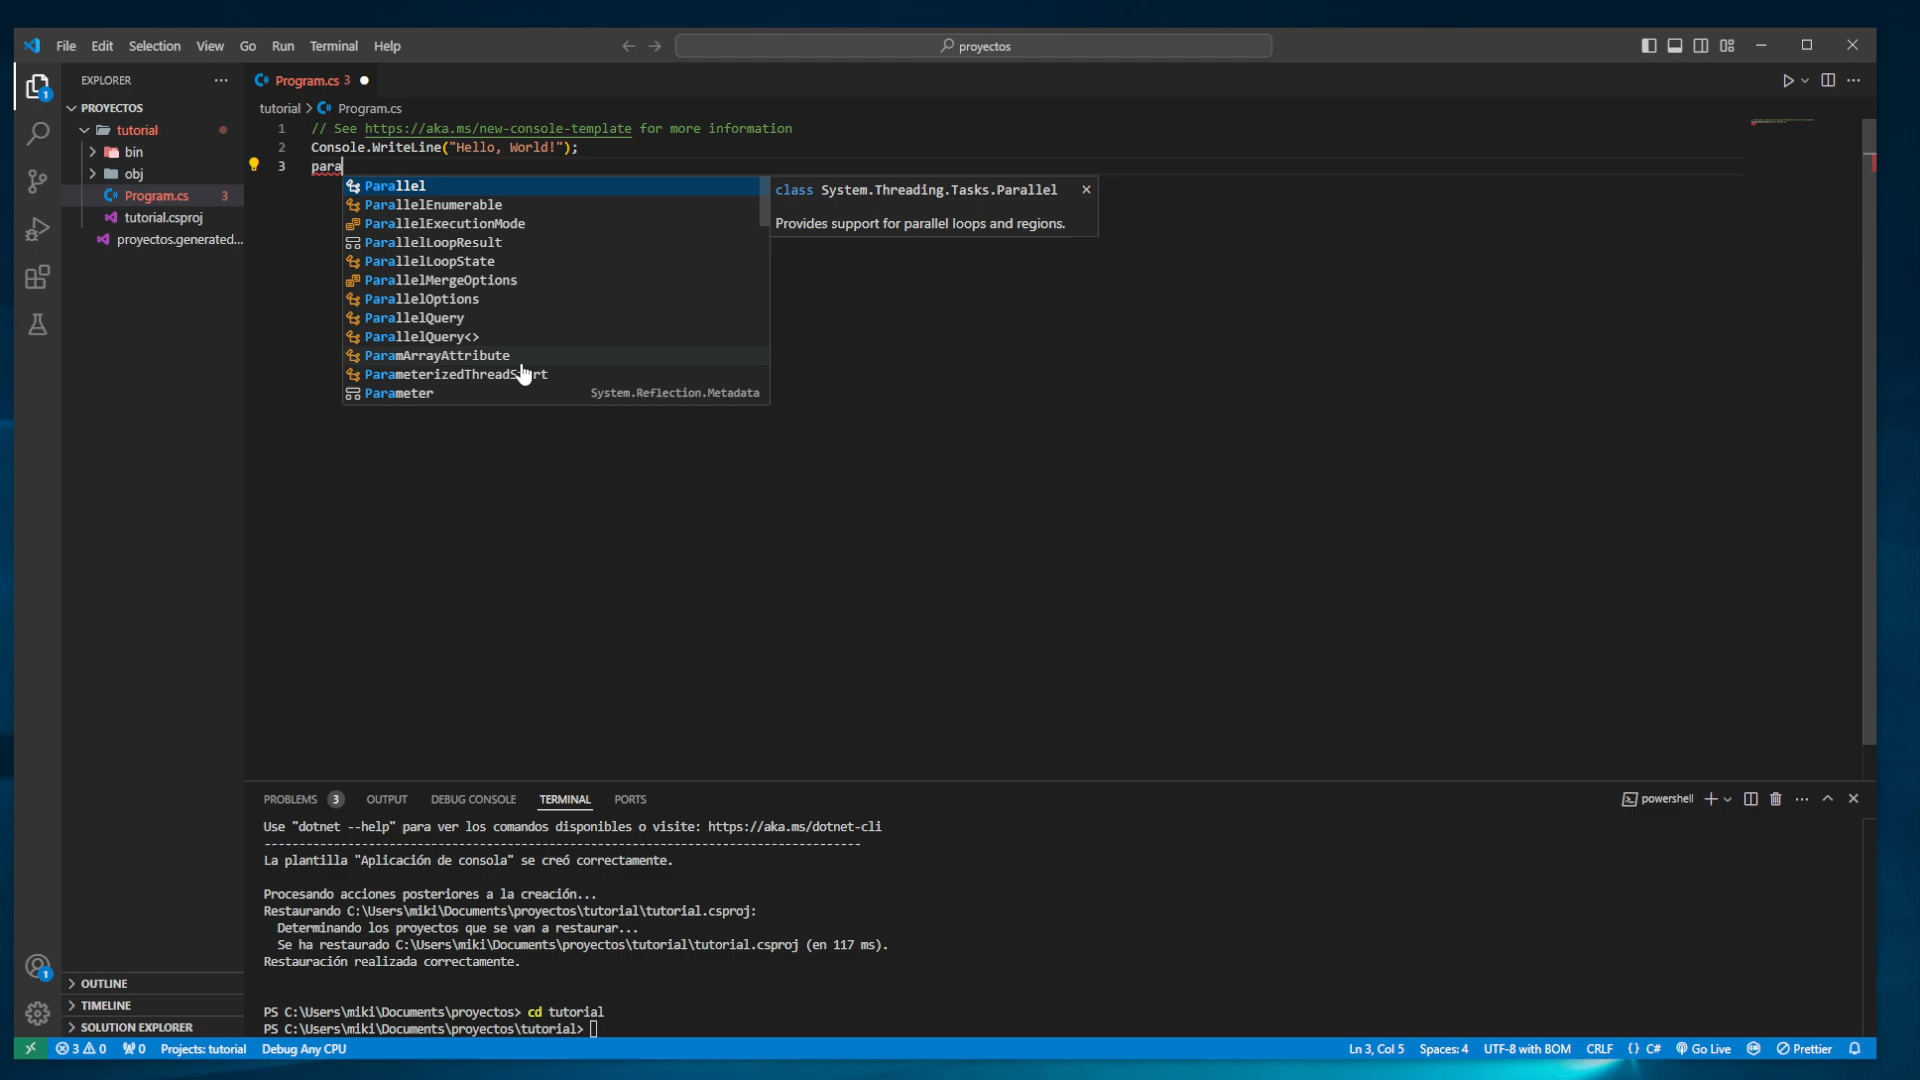 File Edit Selection View Go Run Terminal Help
proyectos
EXPLORER
Program.cs 3
PROYECTOS
tutorial > Program.cs
tutorial
bin
obj
Program.cs 3
tutorial.csproj
proyectos.generated...
1 // See https://aka.ms/new-console-template for more information
2 Console.WriteLine("Hello, World!");
3 para
Parallel
ParallelEnumerable
ParallelExecutionMode
ParallelLoopResult
ParallelLoopState
ParallelMergeOptions
ParallelOptions
ParallelQuery
ParallelQuery<>
ParamArrayAttribute
Parameter System.Reflection.Metadata
class System.Threading.Tasks.Parallel
Provides support for parallel loops and regions.
PROBLEMS 3 OUTPUT DEBUG CONSOLE TERMINAL PORTS
powershell
Use "dotnet --help" para ver los comandos disponibles o visite: https://aka.ms/dotnet-cli
----------------------------------------------------------------------------------------
La plantilla "Aplicación de consola" se creó correctamente.
Procesando acciones posteriores a la creación...
Restaurando C:\Users\miki\Documents\proyectos\tutorial\tutorial.csproj:
Determinando los proyectos que se van a restaurar...
Se ha restaurado C:\Users\miki\Documents\proyectos\tutorial\tutorial.csproj (en 117 ms).
Restauración realizada correctamente.
PS C:\Users\miki\Documents\proyectos> cd tutorial
PS C:\Users\miki\Documents\proyectos\tutorial>
1
1
OUTLINE
TIMELINE
SOLUTION EXPLORER
3 0 0 Projects: tutorial Debug Any CPU
Ln 3, Col 5 Spaces: 4 UTF-8 with BOM CRLF {} C# Go Live Prettier